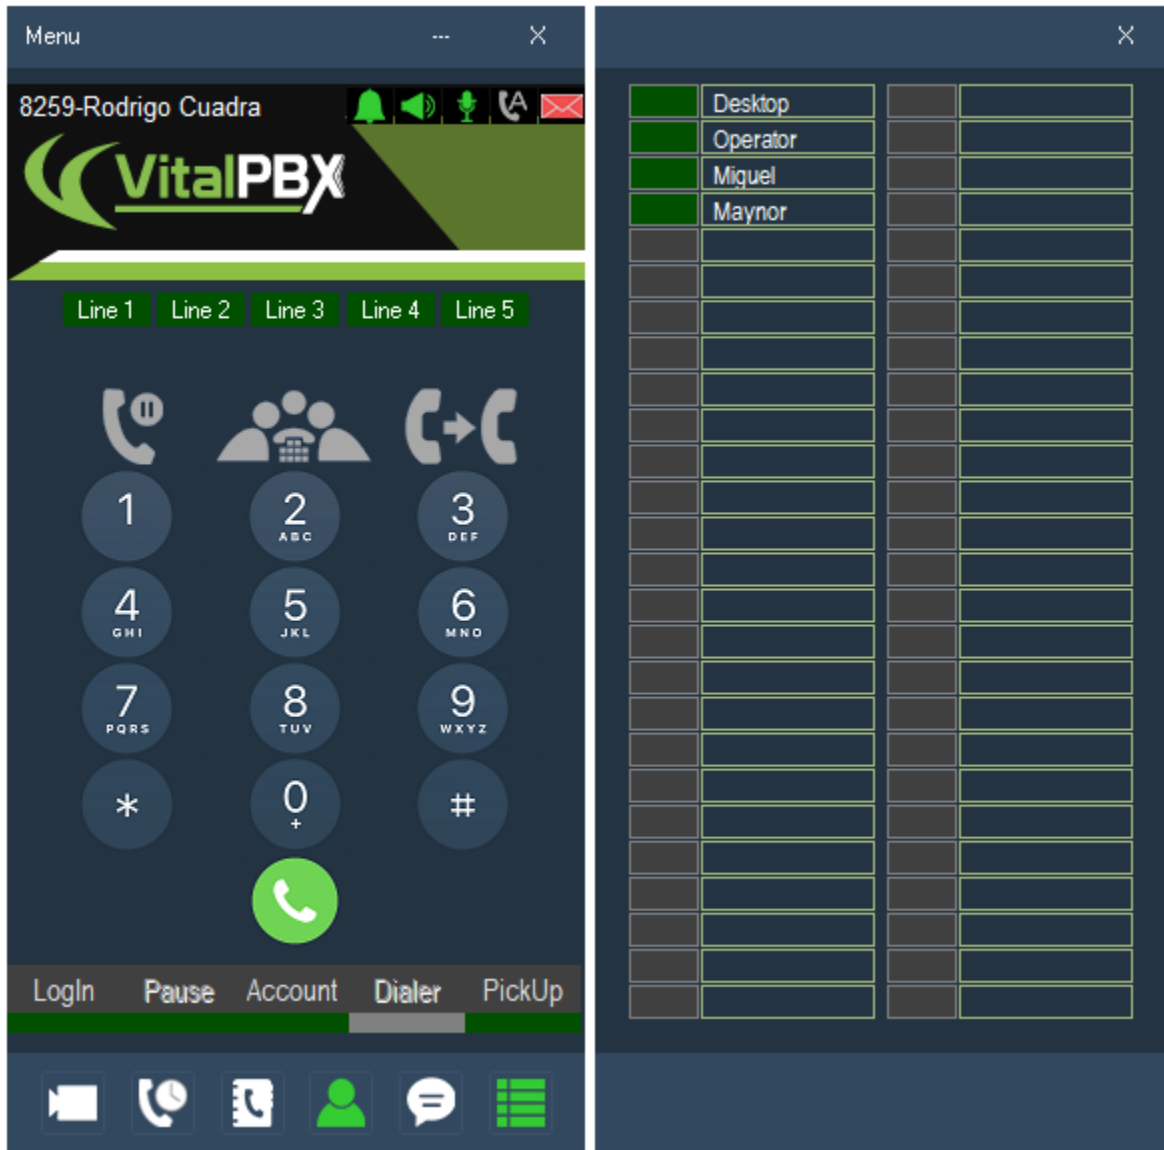 Menu --- X
8259-Rodrigo Cuadra
VitalPBX
Line 1 Line 2 Line 3 Line 4 Line 5
1 2 3
ABC DEF
4 5 6
GHI JKL MNO
7 8 9
PQRS TUV WXYZ
* 0 #
+
LogIn Pause Account Dialer PickUp
X
Desktop
Operator
Miguel
Maynor